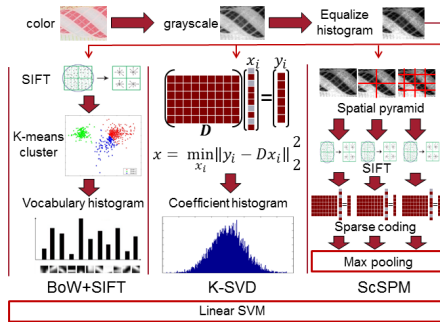 color
grayscale
Equalize
histogram
SIFT
K-means
cluster
Vocabulary histogram
BoW+SIFT
D
x_i
=
y_i
x = min_{x_i} ||y_i − Dx_i||_2^2
Coefficient histogram
K-SVD
Spatial pyramid
SIFT
Sparse coding
Max pooling
ScSPM
Linear SVM